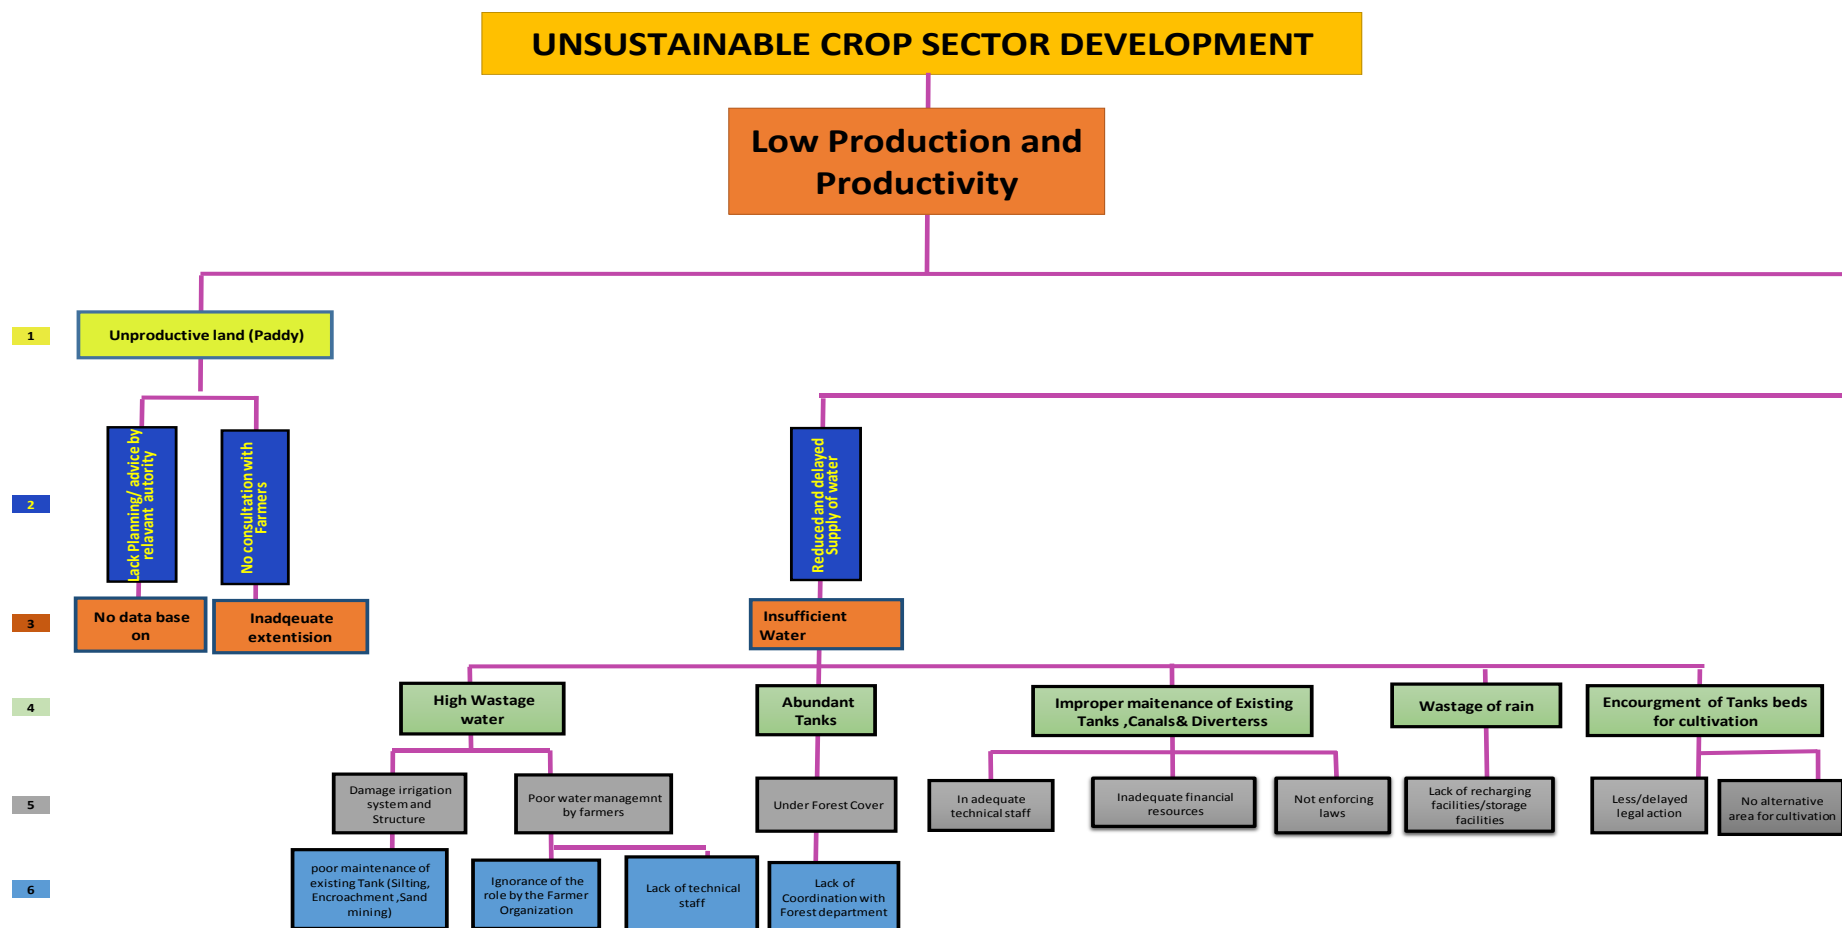 UNSUSTAINABLE CROP SECTOR DEVELOPMENT
Low Production and
Productivity
1
Unproductive land (Paddy)
2
Lack Planning/ advice by
relavant autority
No consultation with
Farmers
Reduced and delayed
Supply of water
3
No data base
on
Inadqeuate
extentision
Insufficient
Water
4
High Wastage
water
Abundant
Tanks
Improper maitenance of Existing
Tanks ,Canals& Diverterss
Wastage of rain
Encourgment of Tanks beds
for cultivation
5
Damage irrigation
system and
Structure
Poor water managemnt
by farmers
Under Forest Cover
In adequate
technical staff
Inadequate financial
resources
Not enforcing
laws
Lack of recharging
facilities/storage
facilities
Less/delayed
legal action
No alternative
area for cultivation
6
poor maintenance of
existing Tank (Silting,
Encroachment ,Sand
mining)
Ignorance of the
role by the Farmer
Organization
Lack of technical
staff
Lack of
Coordination with
Forest department